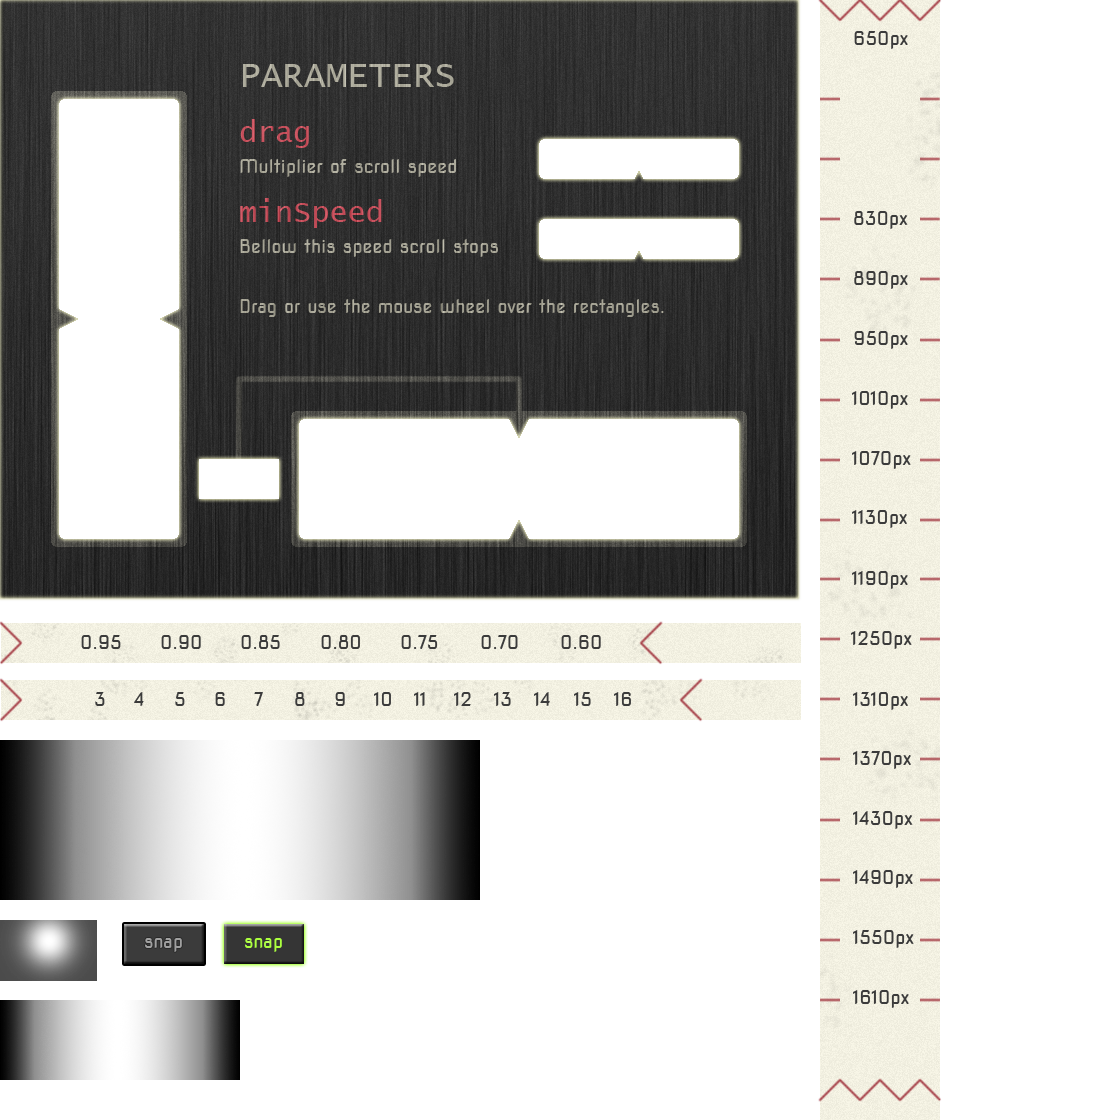 PARAMETERS
drag
Multiplier of scroll speed
minSpeed
Bellow this speed scroll stops
Drag or use the mouse wheel over the rectangles.
0.95 0.90 0.85 0.80 0.75 0.70 0.60
3 4 5 6 7 8 9 10 11 12 13 14 15 16
snap snap
650px
830px
890px
950px
1010px
1070px
1130px
1190px
1250px
1310px
1370px
1430px
1490px
1550px
1610px